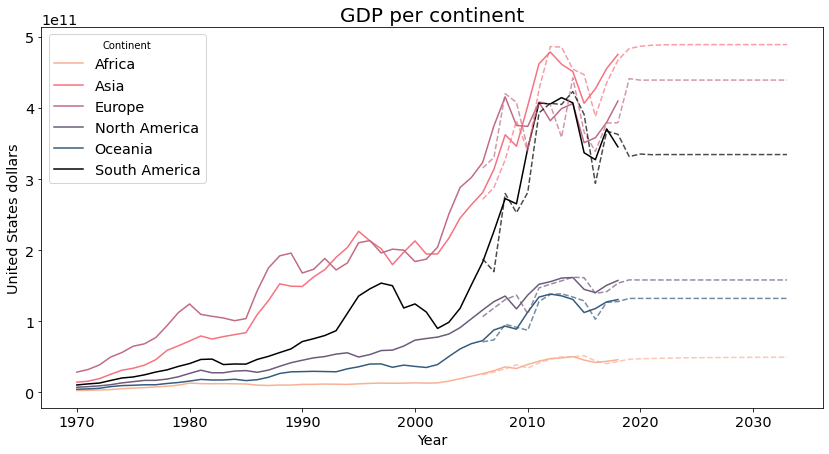 GDP per continent
1e11
5
4
3
2
1
0
United States dollars
Continent
Africa
Asia
Europe
North America
Oceania
South America
1970 1980 1990 2000 2010 2020 2030
Year